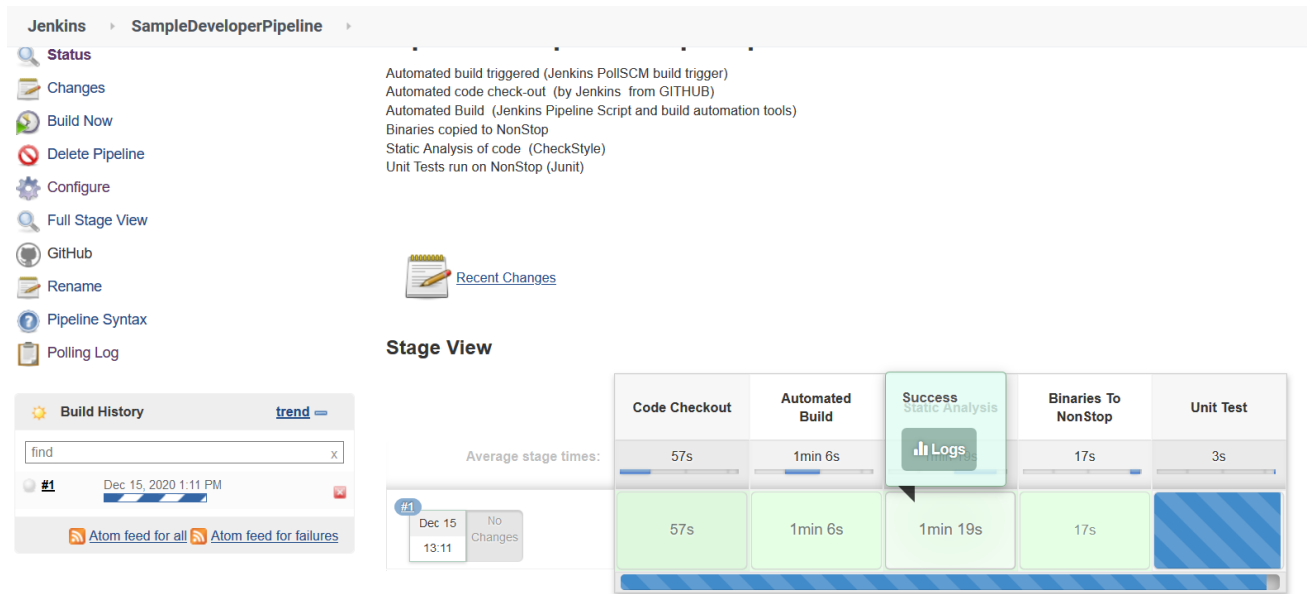 Jenkins SampleDeveloperPipeline
Status
Changes
Build Now
Delete Pipeline
Configure
Full Stage View
GitHub
Rename
Pipeline Syntax
Polling Log
Build History trend
find x
#1 Dec 15, 2020 1:11 PM
Atom feed for all Atom feed for failures
Automated build triggered (Jenkins PollSCM build trigger)
Automated code check-out (by Jenkins from GITHUB)
Automated Build (Jenkins Pipeline Script and build automation tools)
Binaries copied to NonStop
Static Analysis of code (CheckStyle)
Unit Tests run on NonStop (Junit)
Recent Changes
Stage View
Code Checkout
Automated
Build
Success
Static Analysis
Logs
Binaries To
NonStop
Unit Test
Average stage times: 57s 1min 6s 17s 3s
#1
Dec 15
13:11
No
Changes
57s 1min 6s 1min 19s 17s